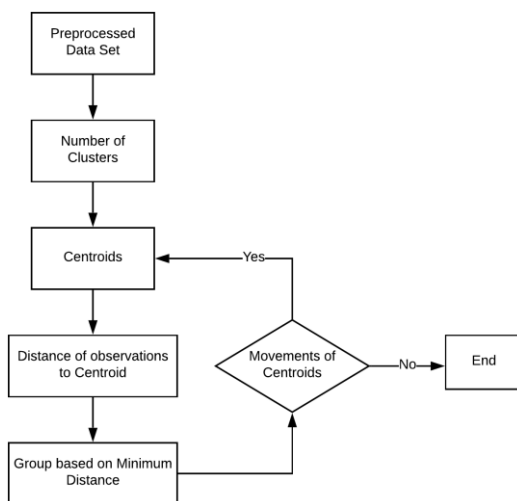 Preprocessed
Data Set
Number of
Clusters
Centroids
Yes
Distance of observations
to Centroid
Movements of
Centroids
No
End
Group based on Minimum
Distance